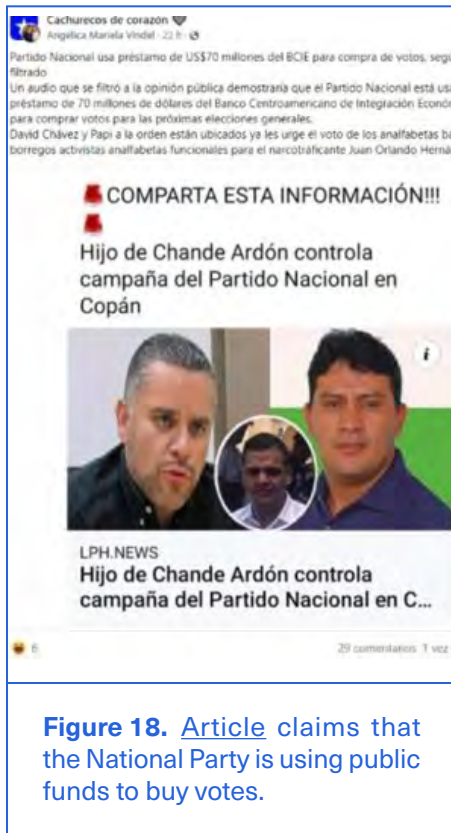 Cachurecos de corazón
Angélica Mariela Vindel · 22 h ·
Partido Nacional usa préstamo de US$70 millones del BCIE para compra de votos, segú
filtrado
Un audio que se filtró a la opinión pública demostraría que el Partido Nacional está usa
préstamo de 70 millones de dólares del Banco Centroamericano de Integración Económ
para comprar votos para las próximas elecciones generales.
David Chávez y Papi a la orden están ubicados ya les urge el voto de los analfabetas ba
borregos activistas analfabetas funcionales para el narcotráficante Juan Orlando Herná
COMPARTA ESTA INFORMACIÓN!!!
Hijo de Chande Ardón controla
campaña del Partido Nacional en
Copán
i
LPH.NEWS
Hijo de Chande Ardón controla
campaña del Partido Nacional en C...
6
29 comentarios 1 vez
Figure 18. Article claims that
the National Party is using public
funds to buy votes.